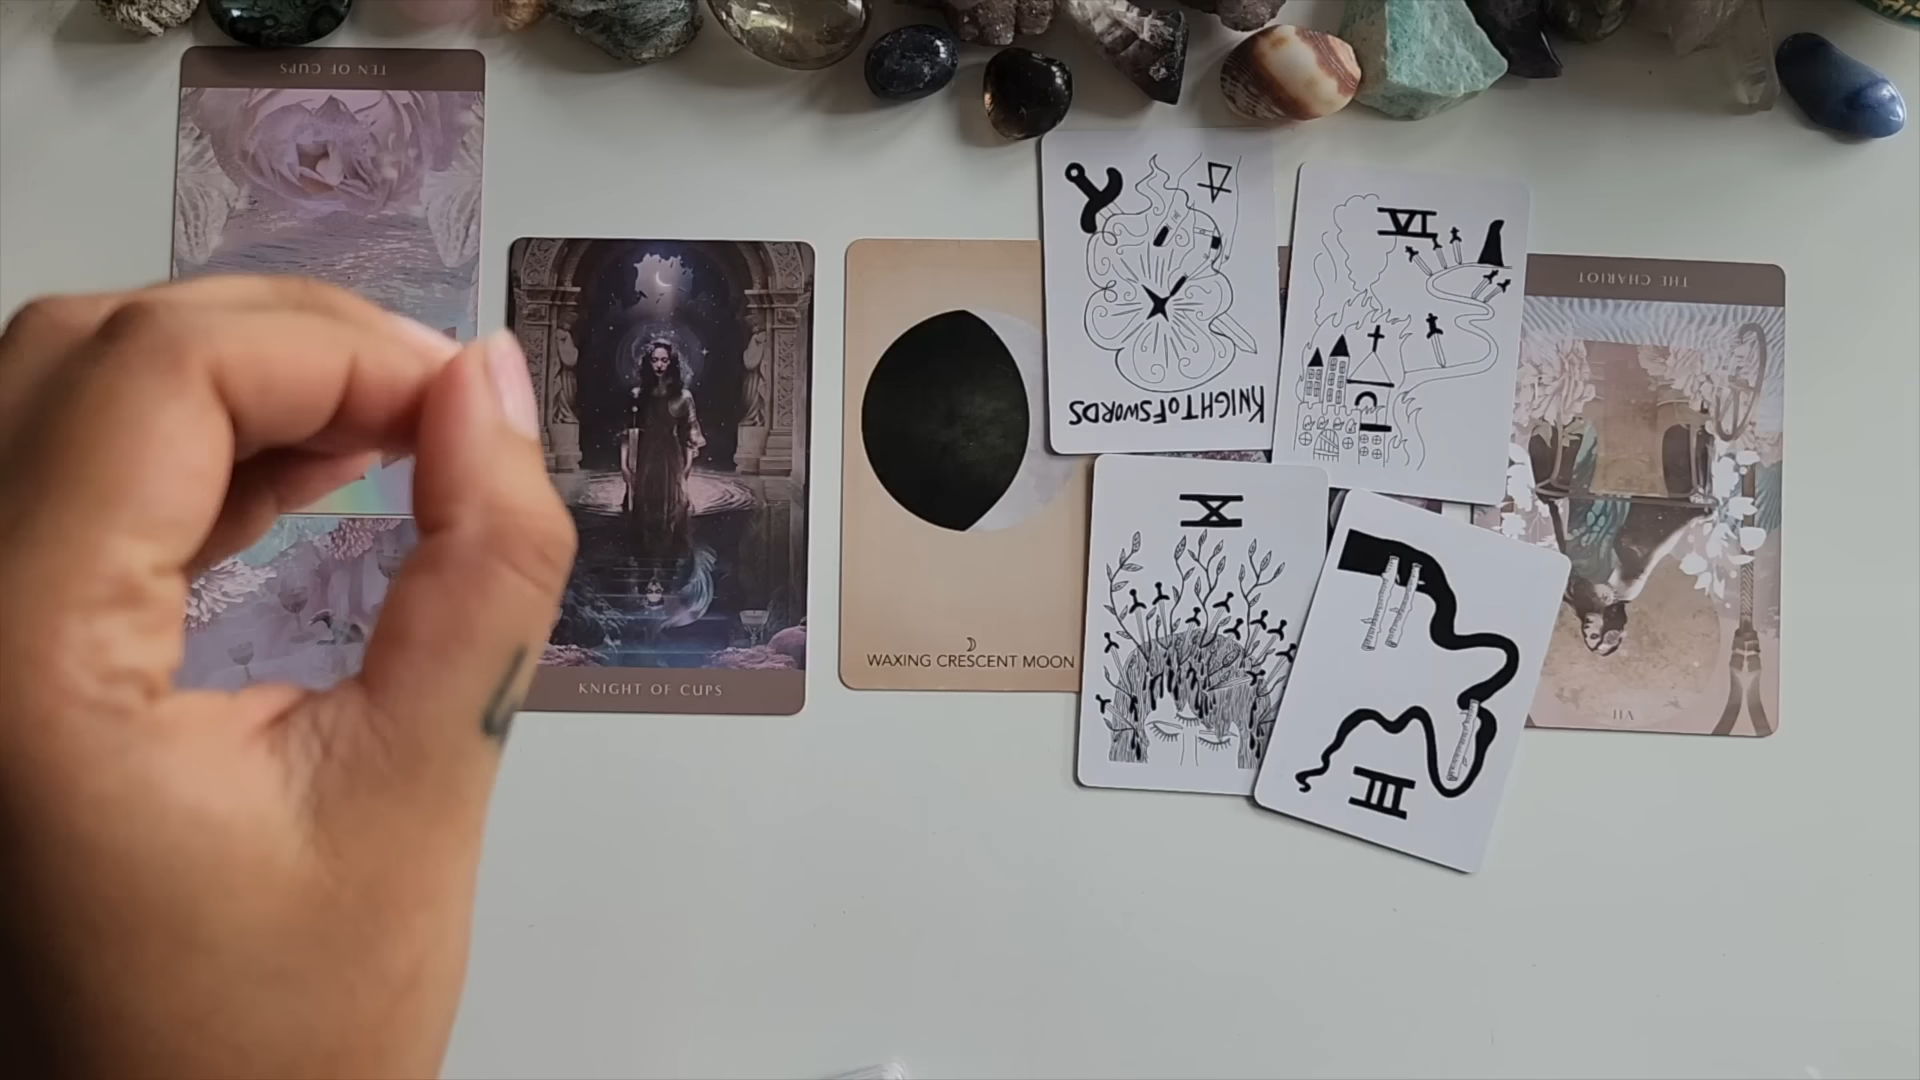 TEN OF CUPS
KNIGHT OF CUPS
WAXING CRESCENT MOON
KNIGHT OF SWORDS
VI
X
III
THE CHARIOT
VII